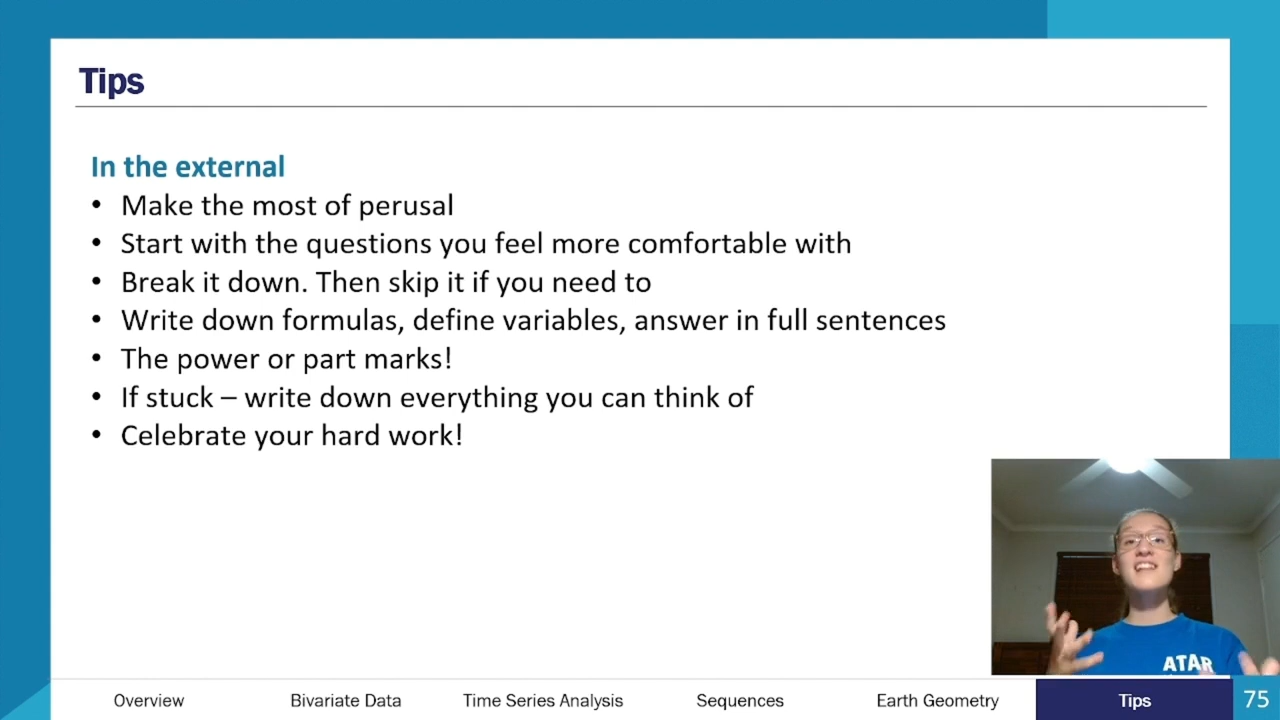 Tips
In the external
• Make the most of perusal
• Start with the questions you feel more comfortable with
• Break it down. Then skip it if you need to
• Write down formulas, define variables, answer in full sentences
• The power or part marks!
• If stuck – write down everything you can think of
• Celebrate your hard work!
ATAR
Overview Bivariate Data Time Series Analysis Sequences Earth Geometry Tips 75